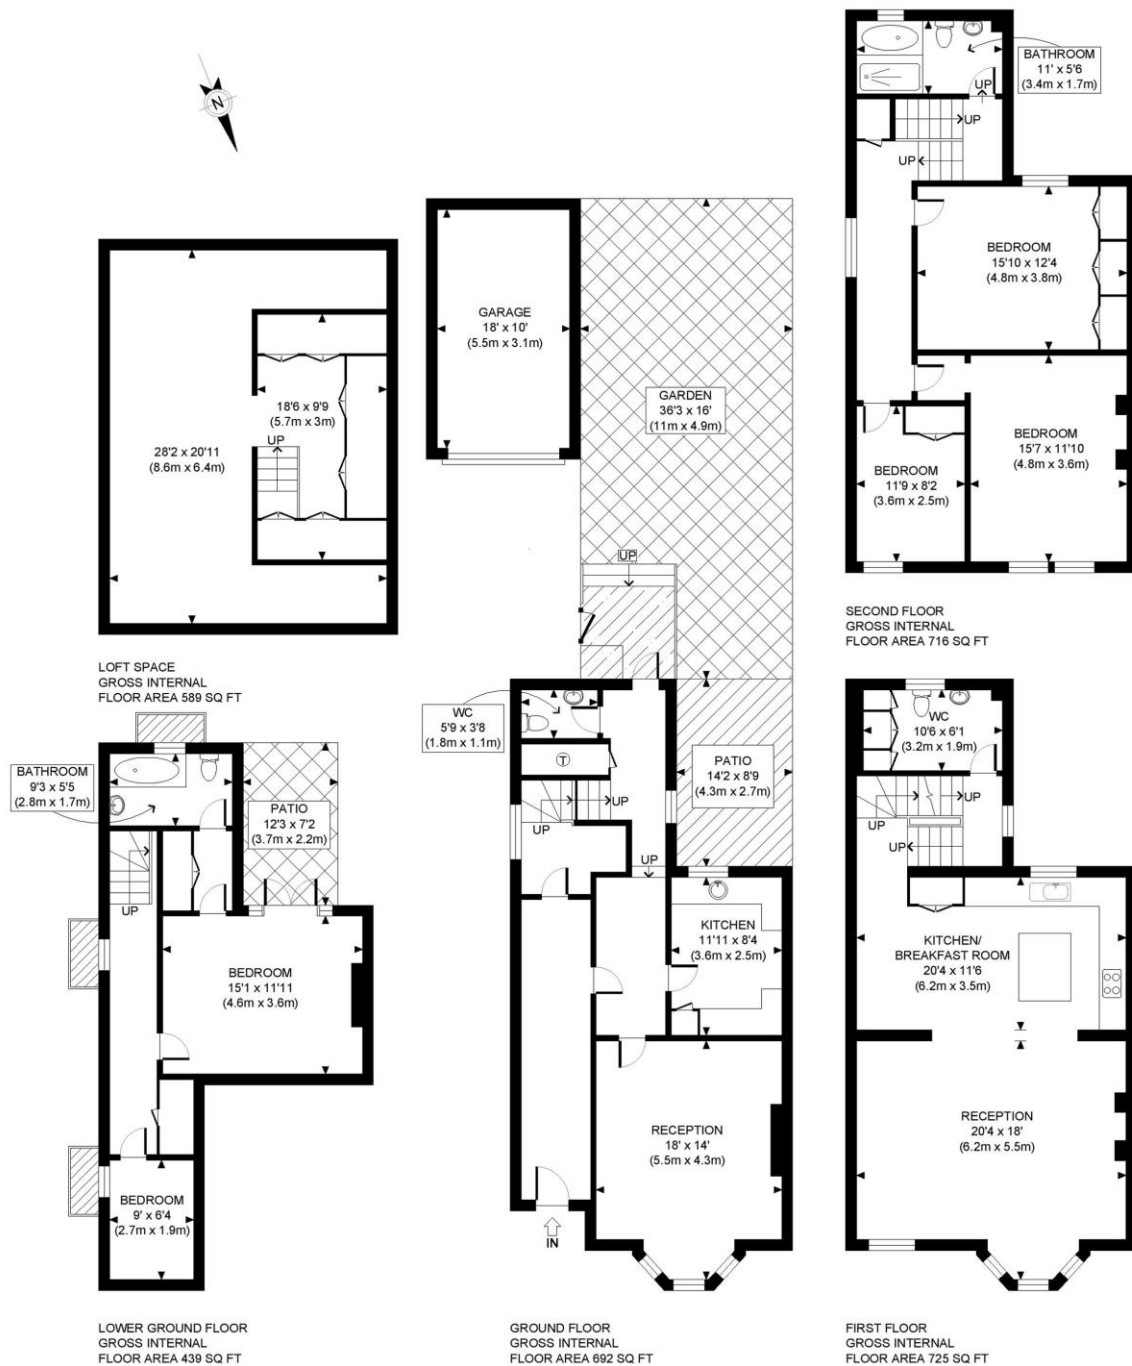 N
BATHROOM
11' x 5'6
(3.4m x 1.7m)
UP
UP
UP
BEDROOM
15'10 x 12'4
(4.8m x 3.8m)
BEDROOM
15'7 x 11'10
(4.8m x 3.6m)
BEDROOM
11'9 x 8'2
(3.6m x 2.5m)
SECOND FLOOR
GROSS INTERNAL
FLOOR AREA 716 SQ FT
GARAGE
18' x 10'
(5.5m x 3.1m)
GARDEN
36'3 x 16'
(11m x 4.9m)
UP
18'6 x 9'9
(5.7m x 3m)
UP
28'2 x 20'11
(8.6m x 6.4m)
LOFT SPACE
GROSS INTERNAL
FLOOR AREA 589 SQ FT
BATHROOM
9'3 x 5'5
(2.8m x 1.7m)
PATIO
12'3 x 7'2
(3.7m x 2.2m)
UP
BEDROOM
15'1 x 11'11
(4.6m x 3.6m)
BEDROOM
9' x 6'4
(2.7m x 1.9m)
LOWER GROUND FLOOR
GROSS INTERNAL
FLOOR AREA 439 SQ FT
WC
5'9 x 3'8
(1.8m x 1.1m)
T
UP
UP
UP
PATIO
14'2 x 8'9
(4.3m x 2.7m)
KITCHEN
11'11 x 8'4
(3.6m x 2.5m)
RECEPTION
18' x 14'
(5.5m x 4.3m)
IN
GROUND FLOOR
GROSS INTERNAL
FLOOR AREA 692 SQ FT
WC
10'6 x 6'1
(3.2m x 1.9m)
UP
UP
UP
KITCHEN/
BREAKFAST ROOM
20'4 x 11'6
(6.2m x 3.5m)
RECEPTION
20'4 x 18'
(6.2m x 5.5m)
FIRST FLOOR
GROSS INTERNAL
FLOOR AREA 725 SQ FT